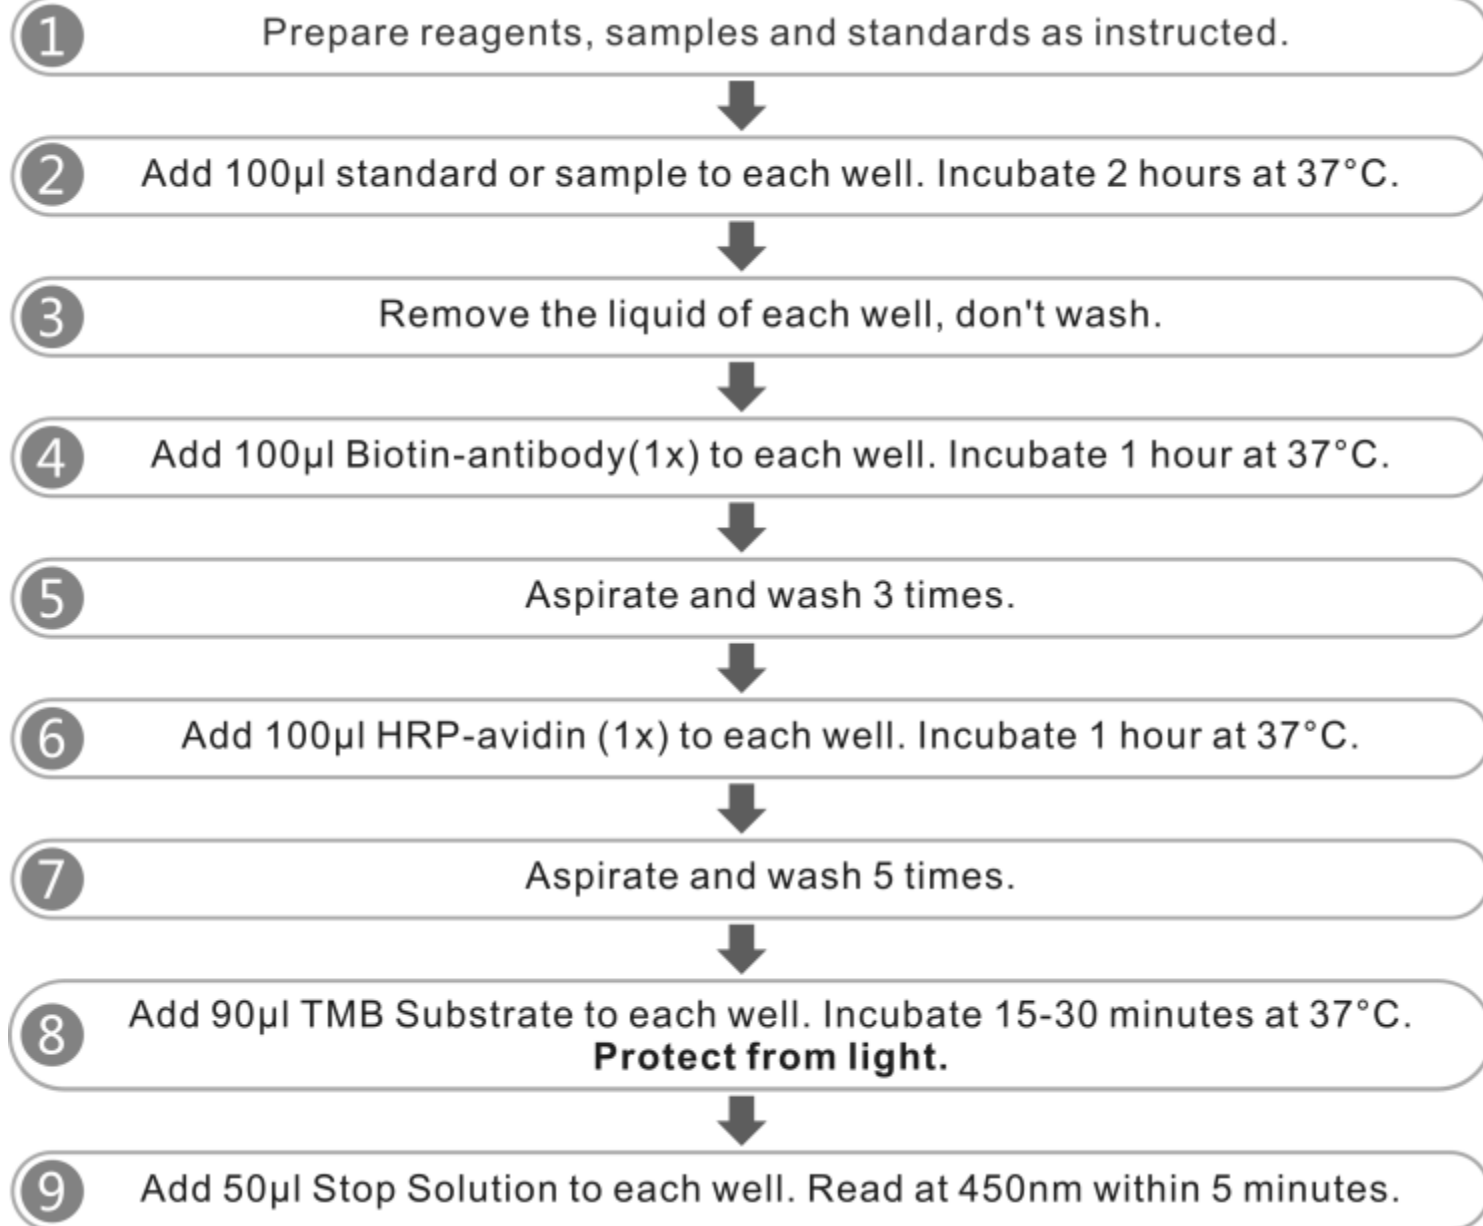 1 Prepare reagents, samples and standards as instructed.
2 Add 100μl standard or sample to each well. Incubate 2 hours at 37°C.
3 Remove the liquid of each well, don't wash.
4 Add 100μl Biotin-antibody(1x) to each well. Incubate 1 hour at 37°C.
5 Aspirate and wash 3 times.
6 Add 100μl HRP-avidin (1x) to each well. Incubate 1 hour at 37°C.
7 Aspirate and wash 5 times.
8 Add 90μl TMB Substrate to each well. Incubate 15-30 minutes at 37°C.
Protect from light.
9 Add 50μl Stop Solution to each well. Read at 450nm within 5 minutes.